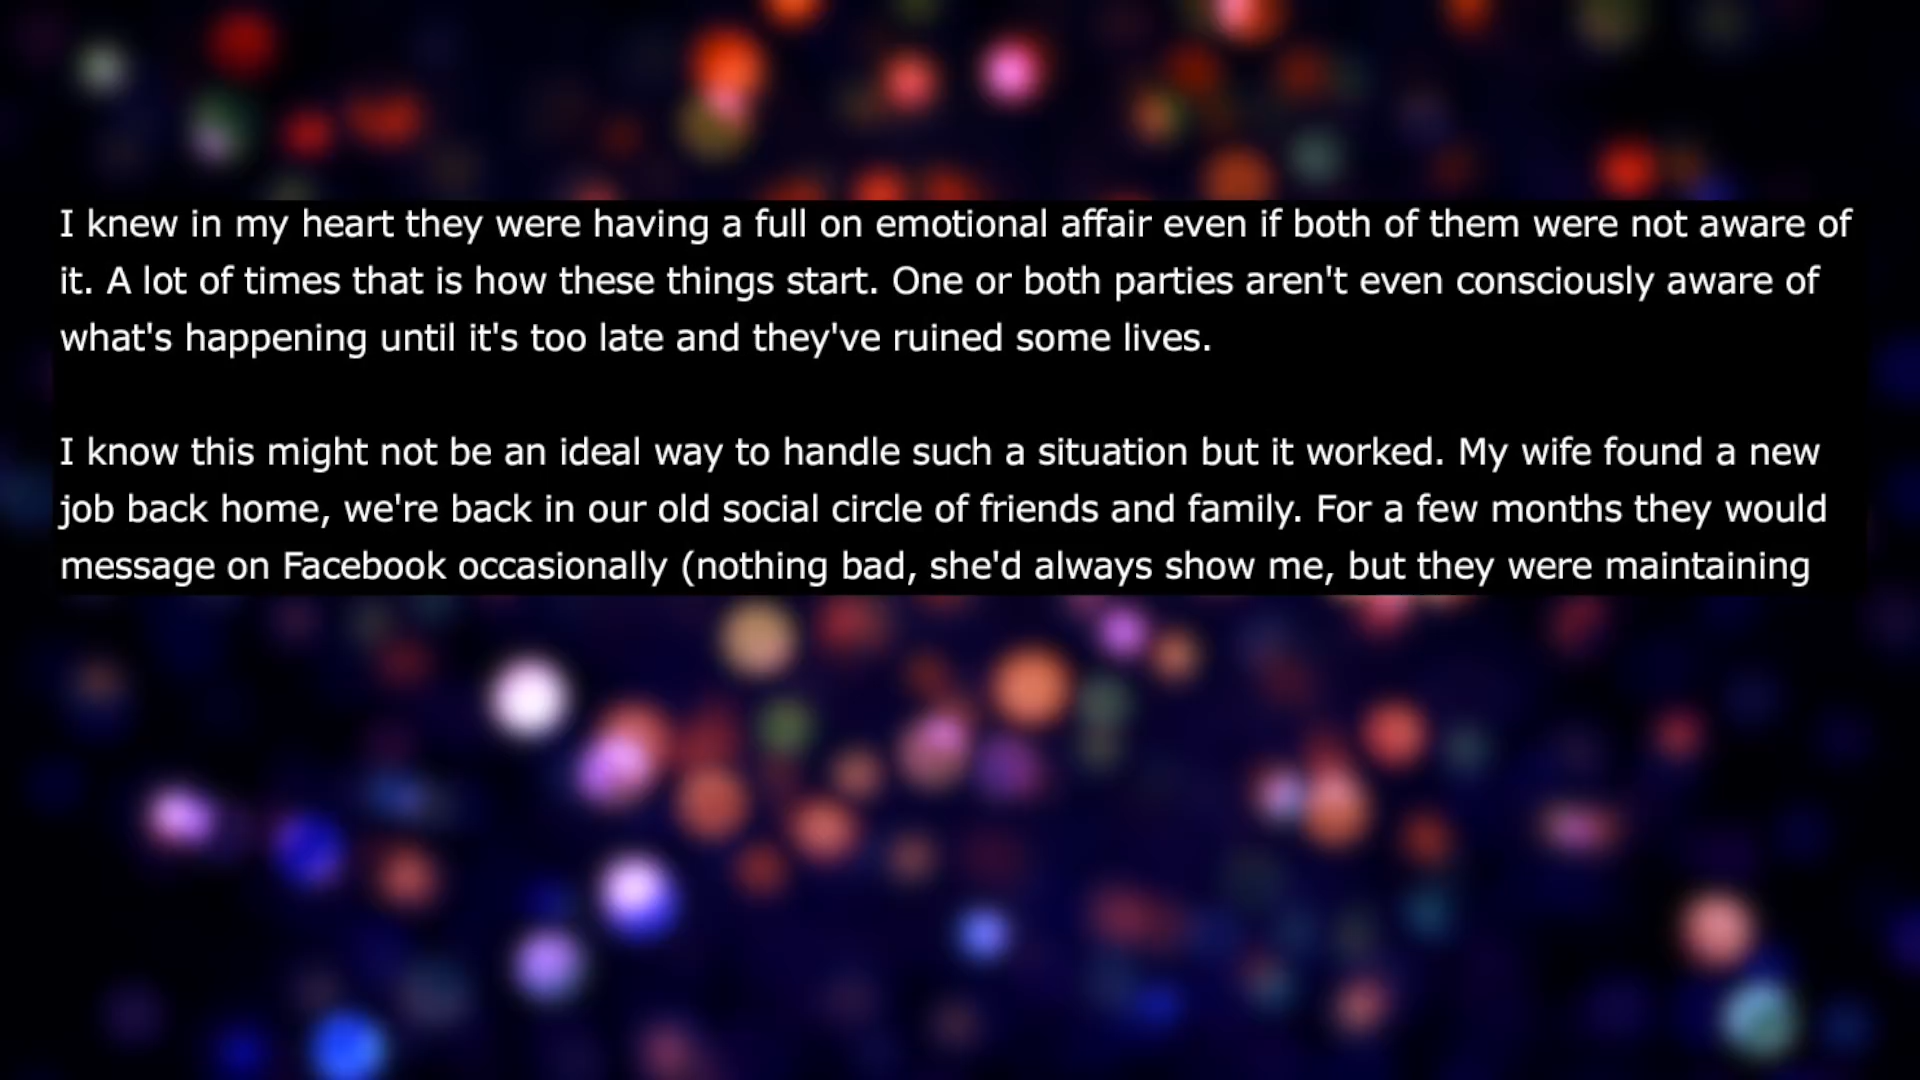 I knew in my heart they were having a full on emotional affair even if both of them were not aware of
it. A lot of times that is how these things start. One or both parties aren't even consciously aware of
what's happening until it's too late and they've ruined some lives.
I know this might not be an ideal way to handle such a situation but it worked. My wife found a new
job back home, we're back in our old social circle of friends and family. For a few months they would
message on Facebook occasionally (nothing bad, she'd always show me, but they were maintaining